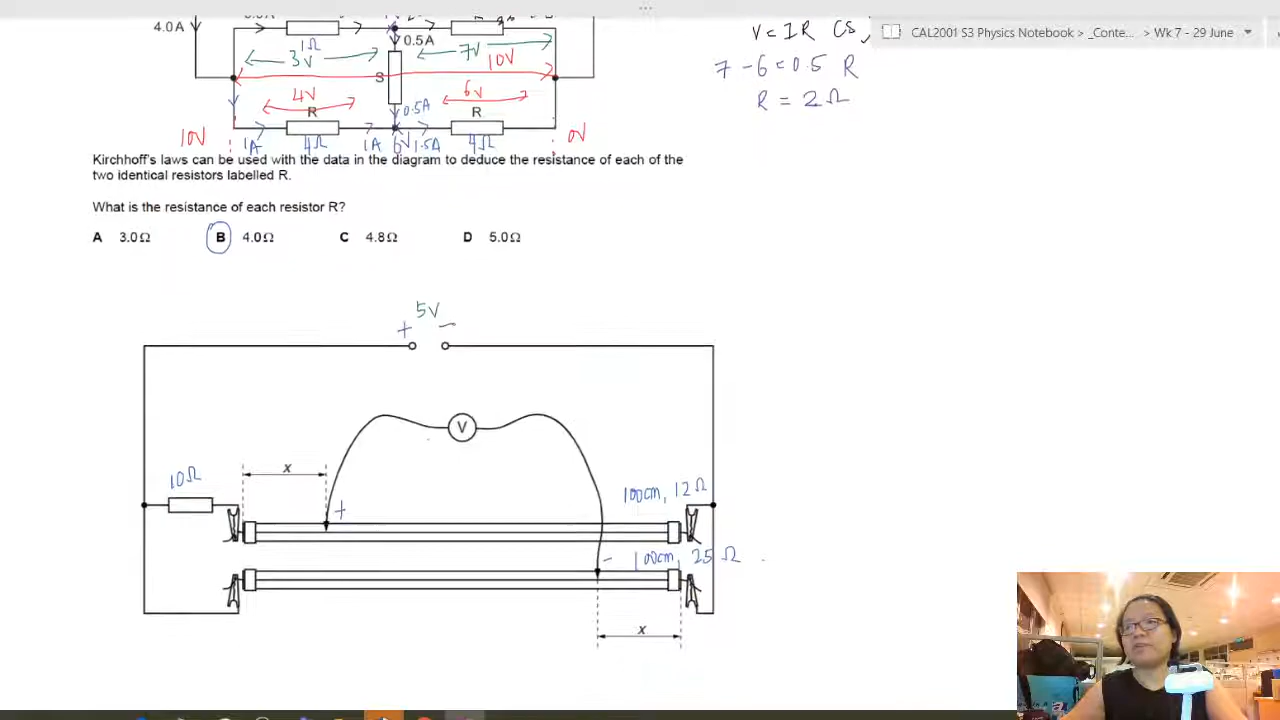 V = IR (S)
CAL2001 S3 Physics Notebook > _Conte... > Wk 7 - 29 June
4.0A
1Ω
0.5A
3V
7V
10V
7 - 6 = 0.5 R
S
4V
6V
R = 2Ω
R
0.5A
R
10V
0V
1A
4Ω
1A
6V
1.5A
4Ω
Kirchhoff's laws can be used with the data in the diagram to deduce the resistance of each of the
two identical resistors labelled R.
What is the resistance of each resistor R?
A 3.0Ω B 4.0Ω C 4.8Ω D 5.0Ω
5V
+ −
V
x
10Ω
100cm, 12Ω
+
− 100cm, 25Ω
x